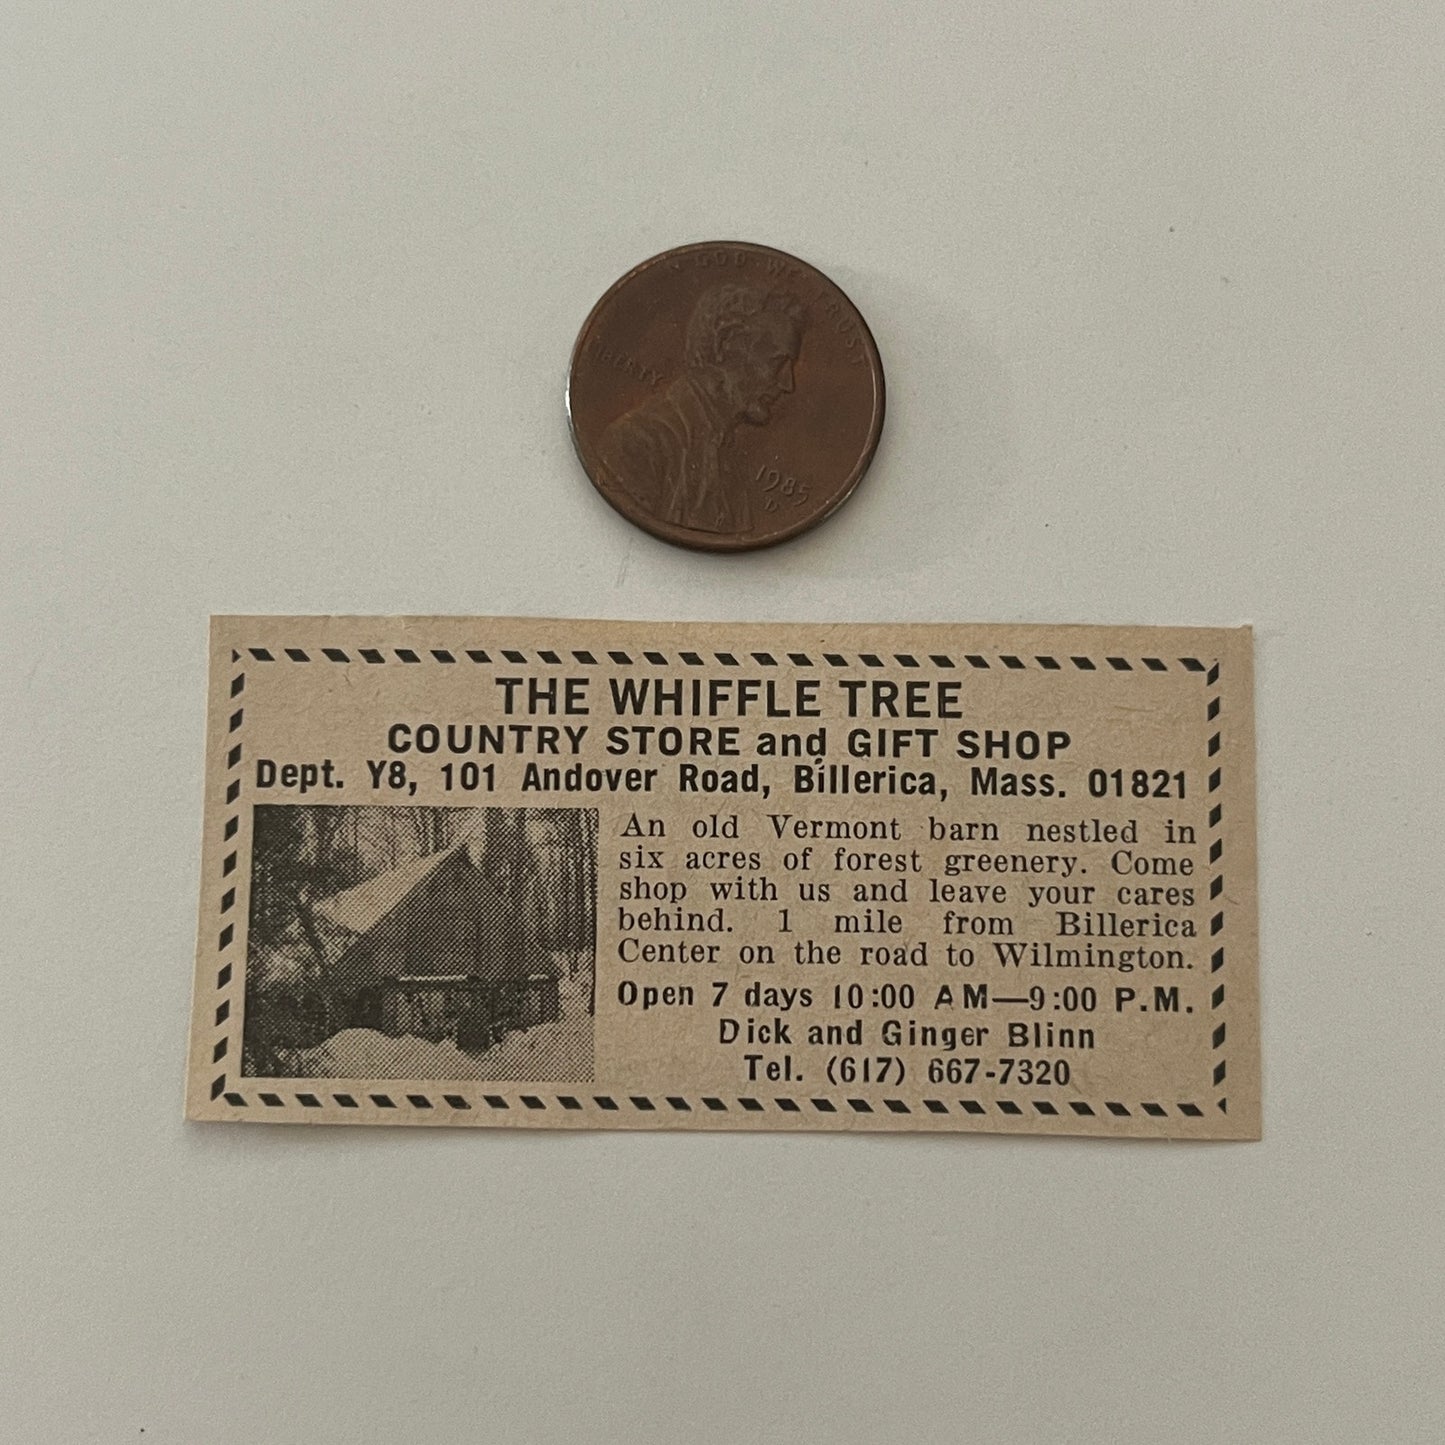 IN GOD WE TRUST
LIBERTY
1985
D
THE WHIFFLE TREE
COUNTRY STORE and GIFT SHOP
Dept. Y8, 101 Andover Road, Billerica, Mass. 01821
An old Vermont barn nestled in
six acres of forest greenery. Come
shop with us and leave your cares
behind. 1 mile from Billerica
Center on the road to Wilmington.
Open 7 days 10:00 AM—9:00 P.M.
Dick and Ginger Blinn
Tel. (617) 667-7320